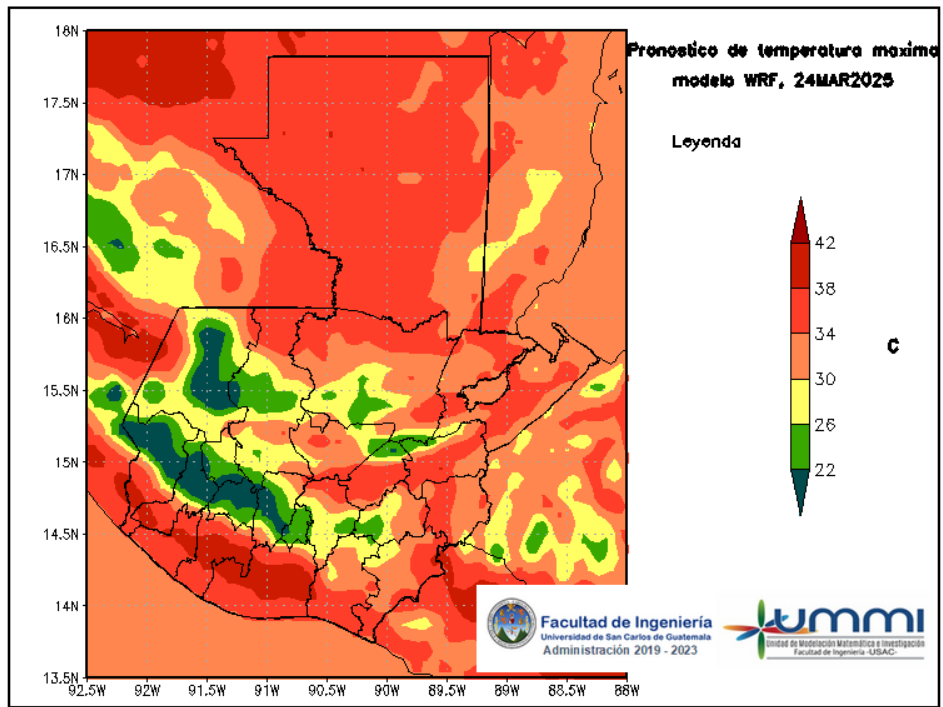 Pronostico de temperatura maxima
modelo WRF, 24MAR2025
Leyenda
42
38
34
30
26
22
C
18N
17.5N
17N
16.5N
16N
15.5N
15N
14.5N
14N
13.5N
92.5W
92W
91.5W
91W
90.5W
90W
89.5W
89W
88.5W
88W
Facultad de Ingeniería
Universidad de San Carlos de Guatemala
Administración 2019 - 2023
UMMI
Unidad de Modelación Matemática e Investigación
Facultad de Ingeniería -USAC-